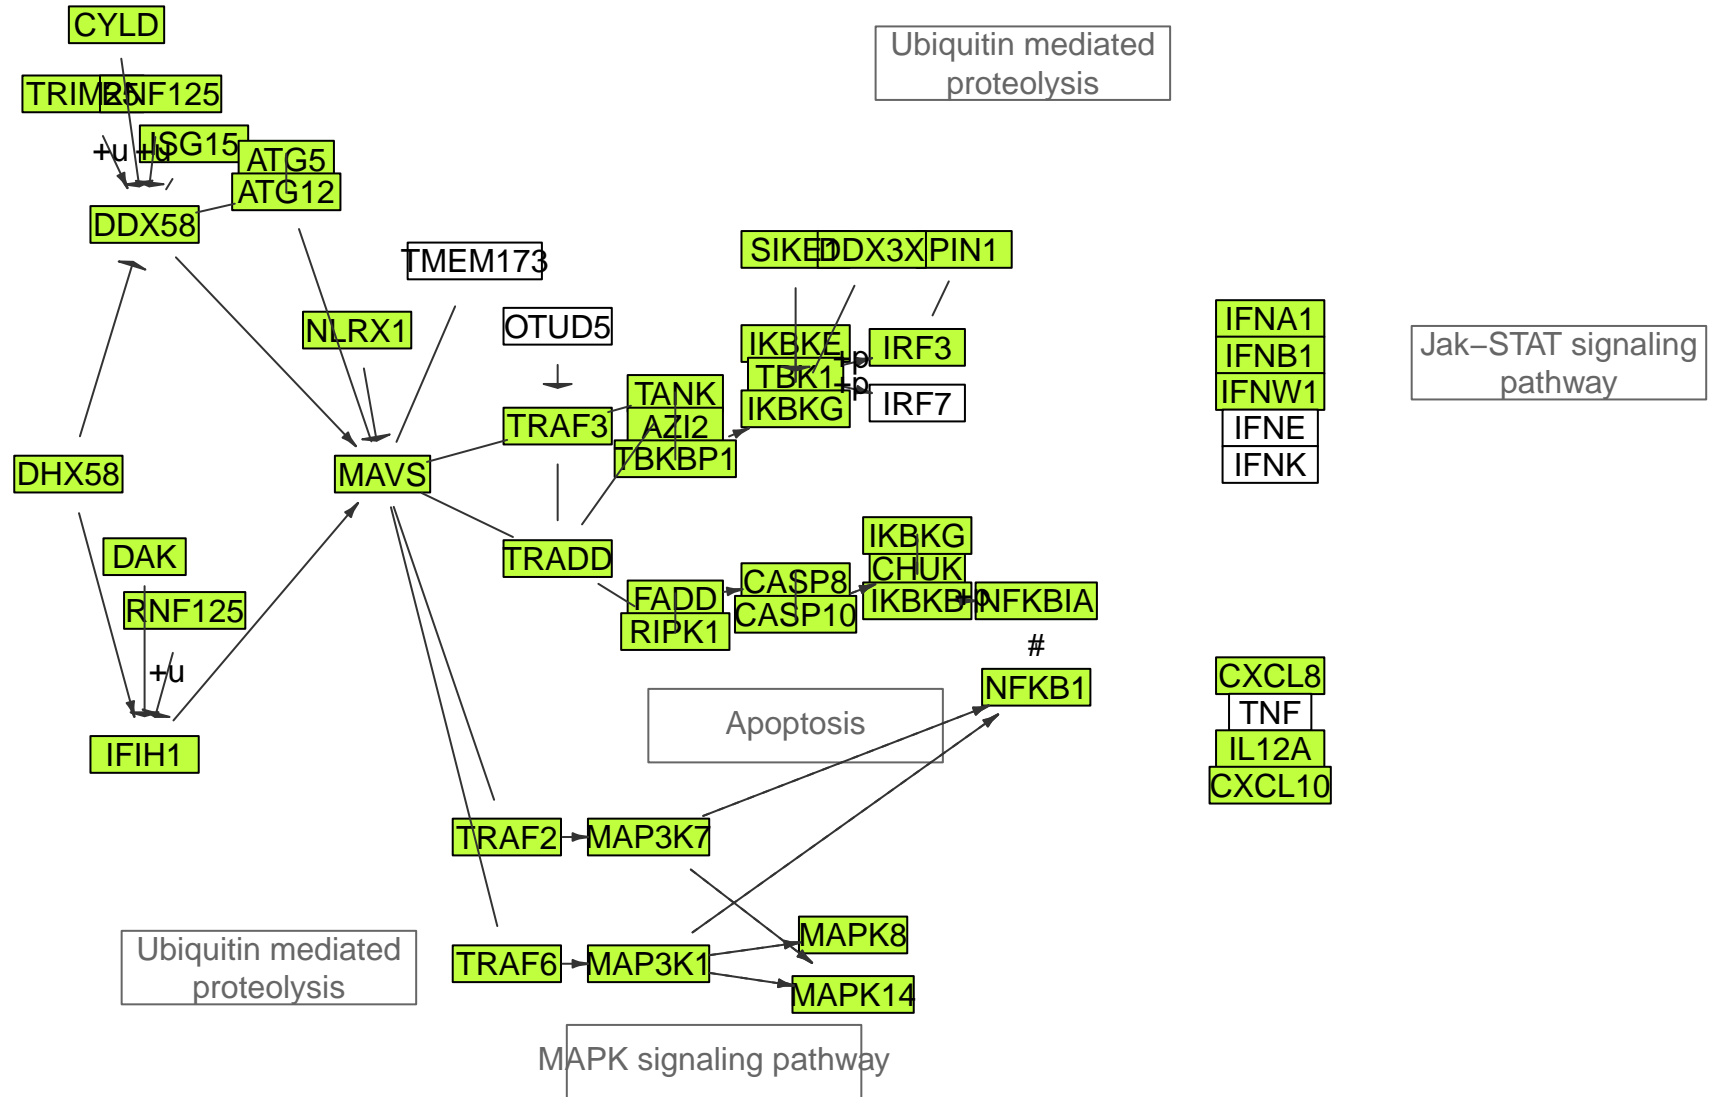 CYLD
Ubiquitin mediated
proteolysis
TRIM25
RNF125
ISG15
+u
+u
ATG5
ATG12
DDX58
TMEM173
SIKE1
DDX3X
PIN1
NLRX1
OTUD5
IKBKE
+p
IRF3
TBK1
+p
IKBKG
IRF7
IFNA1
IFNB1
IFNW1
IFNE
IFNK
Jak−STAT signaling
pathway
TANK
TRAF3
AZI2
TBKBP1
DHX58
MAVS
DAK
TRADD
IKBKG
CHUK
IKBKB
+p
NFKBIA
RNF125
FADD
RIPK1
CASP8
CASP10
#
+u
NFKB1
CXCL8
TNF
IL12A
CXCL10
Apoptosis
IFIH1
TRAF2
MAP3K7
MAPK8
Ubiquitin mediated
proteolysis
TRAF6
MAP3K1
MAPK14
MAPK signaling pathway